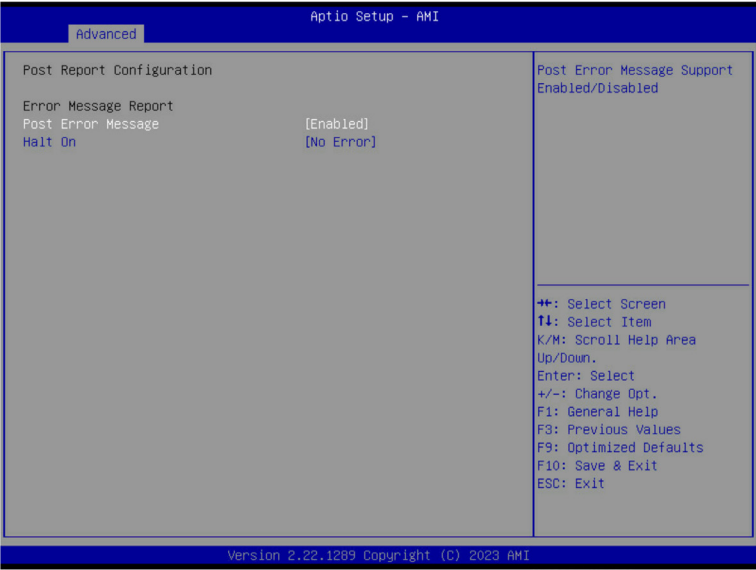 Aptio Setup – AMI
Advanced
Post Report Configuration
Error Message Report
Post Error Message [Enabled]
Halt On [No Error]
Post Error Message Support
Enabled/Disabled
→←: Select Screen
↑↓: Select Item
K/M: Scroll Help Area
Up/Down.
Enter: Select
+/-: Change Opt.
F1: General Help
F3: Previous Values
F9: Optimized Defaults
F10: Save & Exit
ESC: Exit
Version 2.22.1289 Copyright (C) 2023 AMI